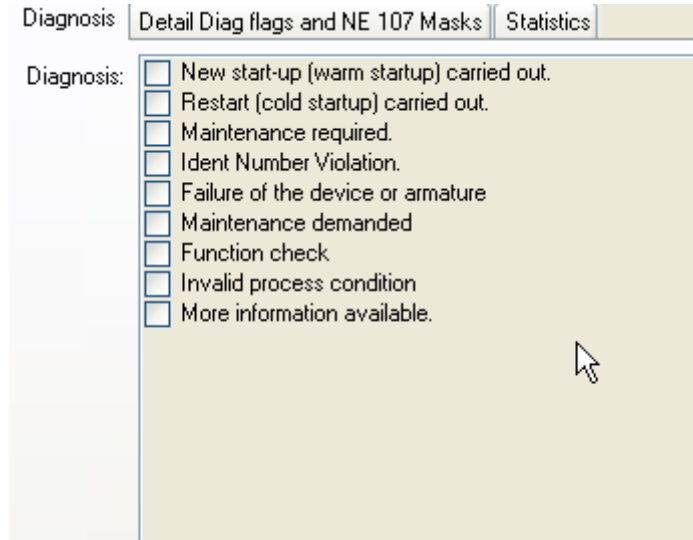 Diagnosis Detail Diag flags and NE 107 Masks Statistics
Diagnosis:
New start-up (warm startup) carried out.
Restart (cold startup) carried out.
Maintenance required.
Ident Number Violation.
Failure of the device or armature
Maintenance demanded
Function check
Invalid process condition
More information available.